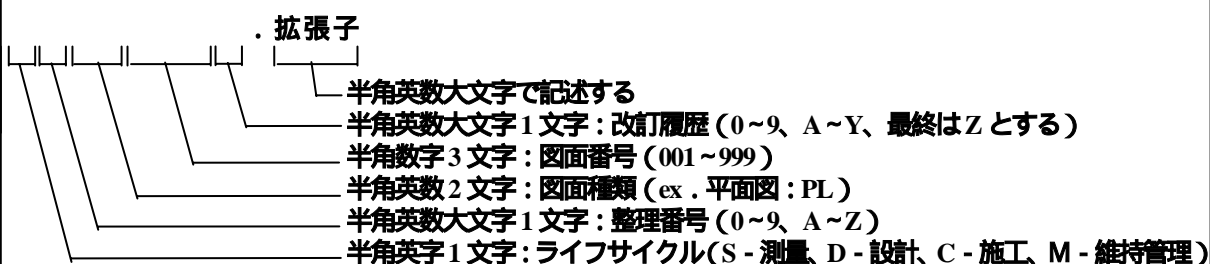 ．拡張子
半角英数大文字で記述する
半角英数大文字1文字：改訂履歴（0~9、A~Y、最終はZとする）
半角数字3文字：図面番号（001~999）
半角英数2文字：図面種類（ex．平面図：PL）
半角英数大文字1文字：整理番号（0~9、A~Z）
半角英字1文字：ライフサイクル（S‐測量、D‐設計、C‐施工、M‐維持管理）